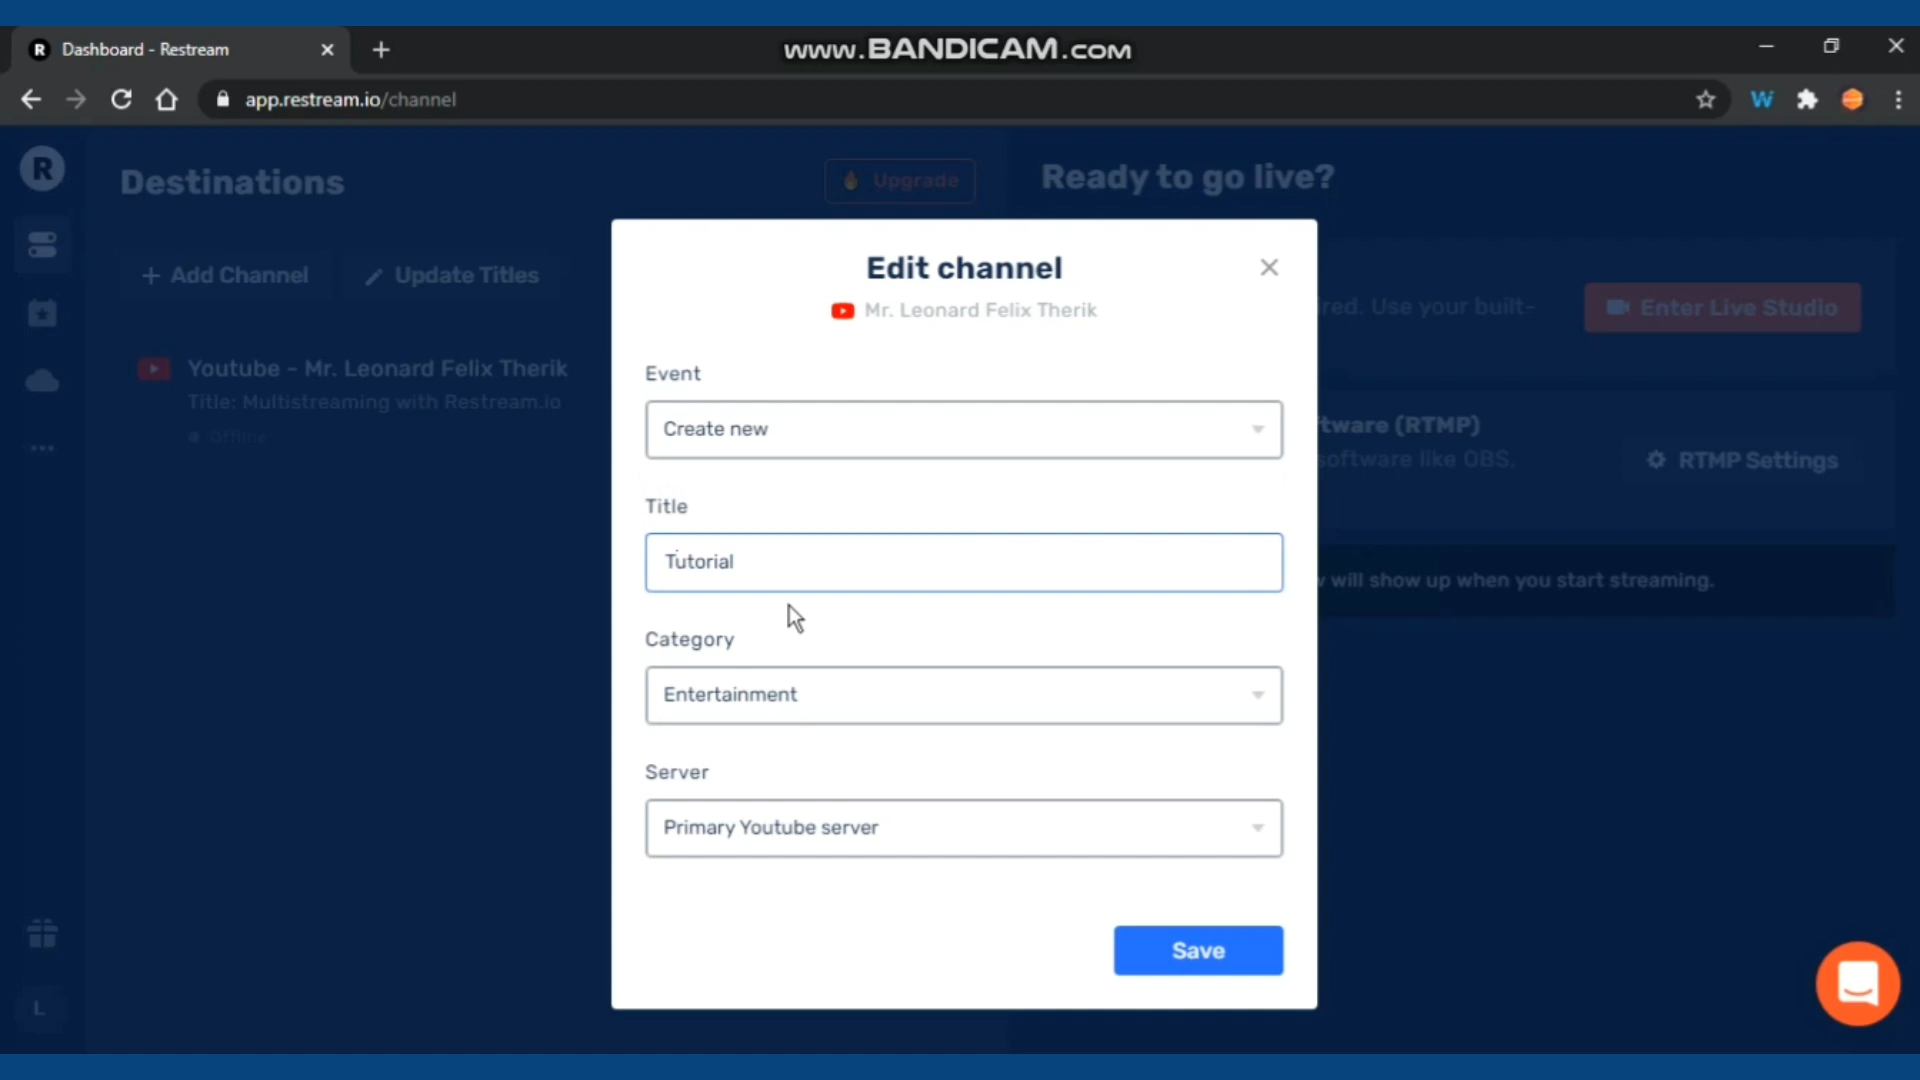 R Dashboard - Restream
www.BANDICAM.com
app.restream.io/channel
W
R
Destinations
Upgrade
Ready to go live?
+ Add Channel
Update Titles
Edit channel
Mr. Leonard Felix Therik
ired. Use your built-
Enter Live Studio
Youtube - Mr. Leonard Felix Therik
Title: Multistreaming with Restream.io
Offline
Event
Create new
tware (RTMP)
software like OBS.
RTMP Settings
Title
Tutorial
will show up when you start streaming.
Category
Entertainment
Server
Primary Youtube server
Save
L